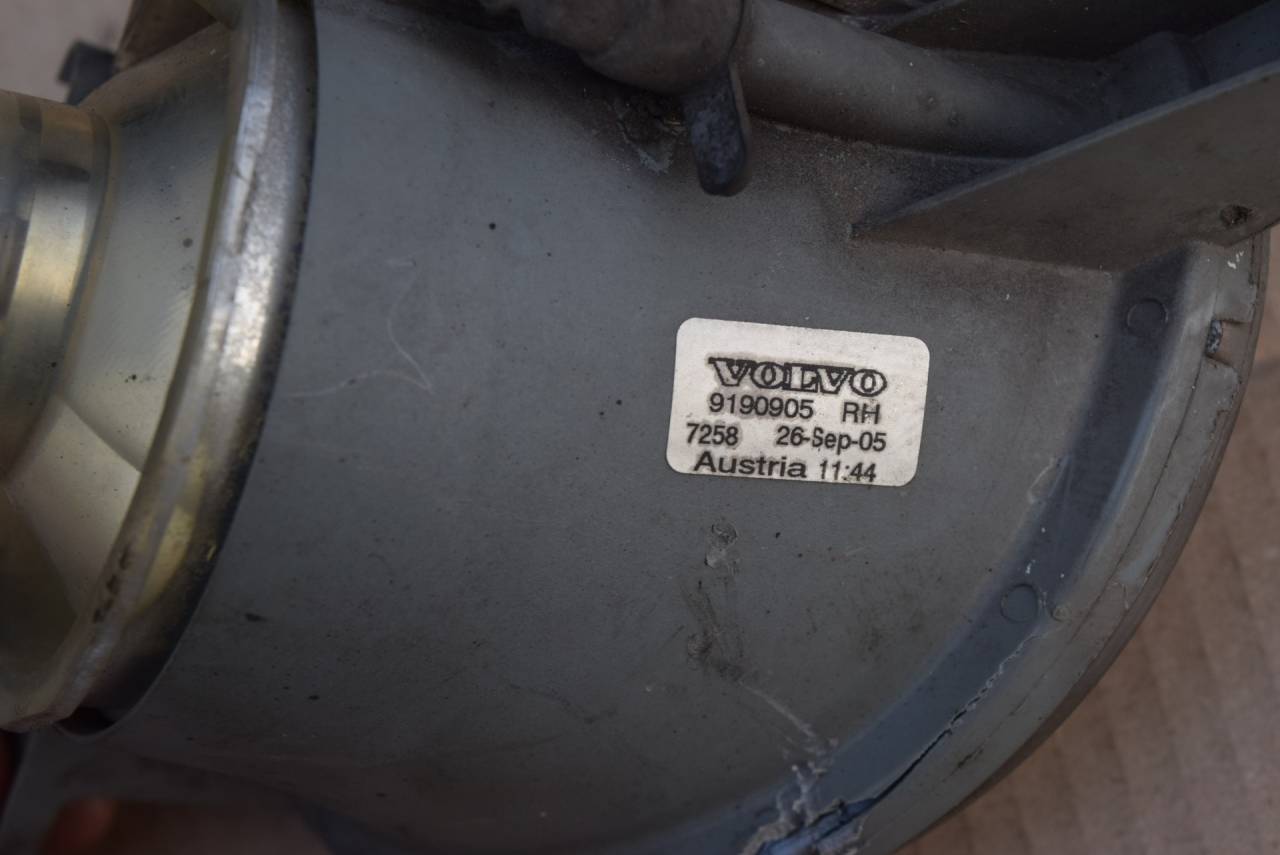 VOLVO
9190905 RH
7258 26-Sep-05
Austria 11:44